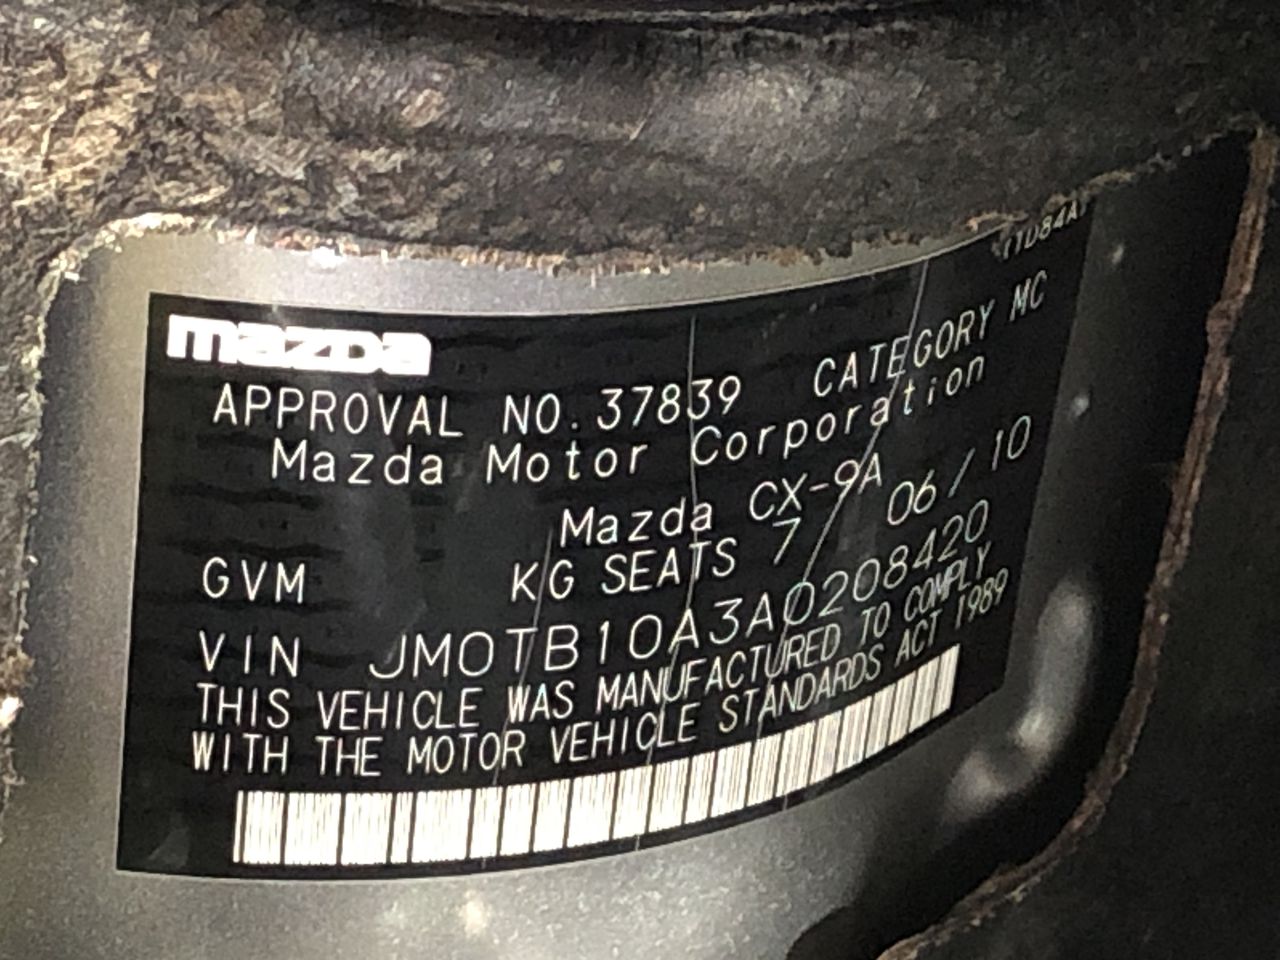 mazda
APPROVAL NO. 37839 CATEGORY MC
Mazda Motor Corporation
Mazda CX-9A
GVM KG SEATS 7 06/10
VIN JM0TB10A3A0208420
THIS VEHICLE WAS MANUFACTURED TO COMPLY
WITH THE MOTOR VEHICLE STANDARDS ACT 1989